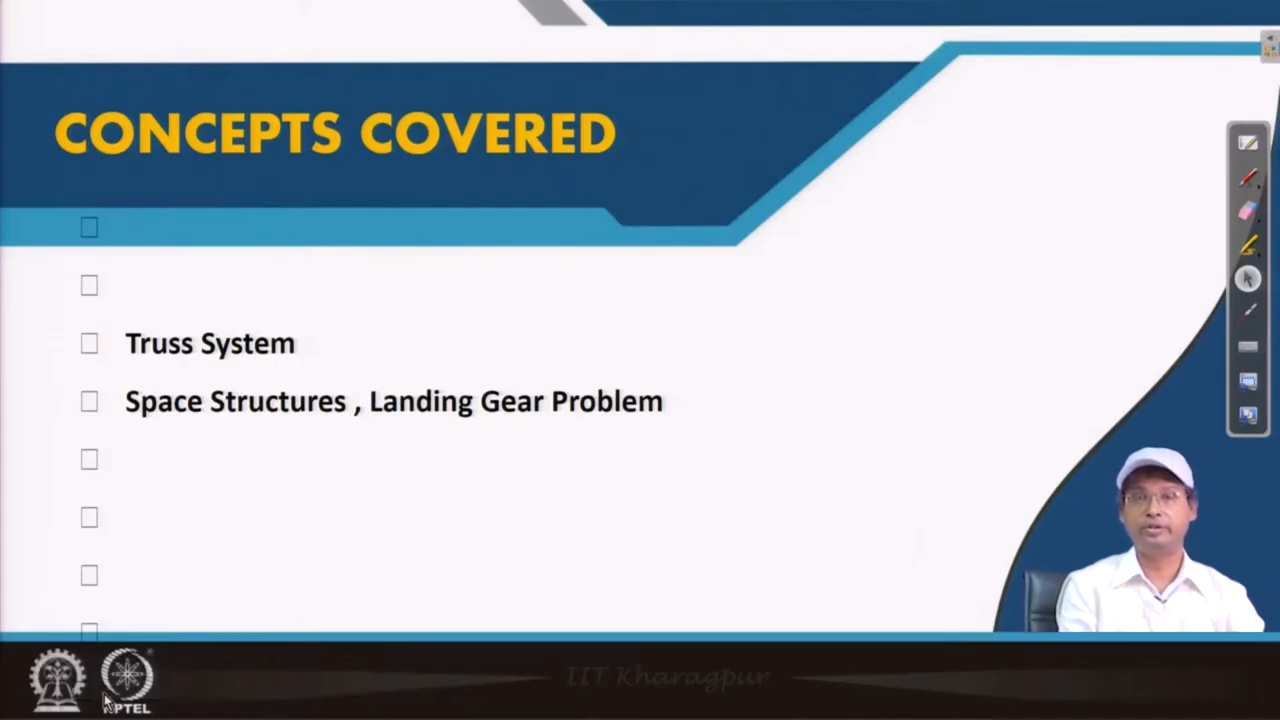 CONCEPTS COVERED
Truss System
Space Structures , Landing Gear Problem
IIT Kharagpur
NPTEL